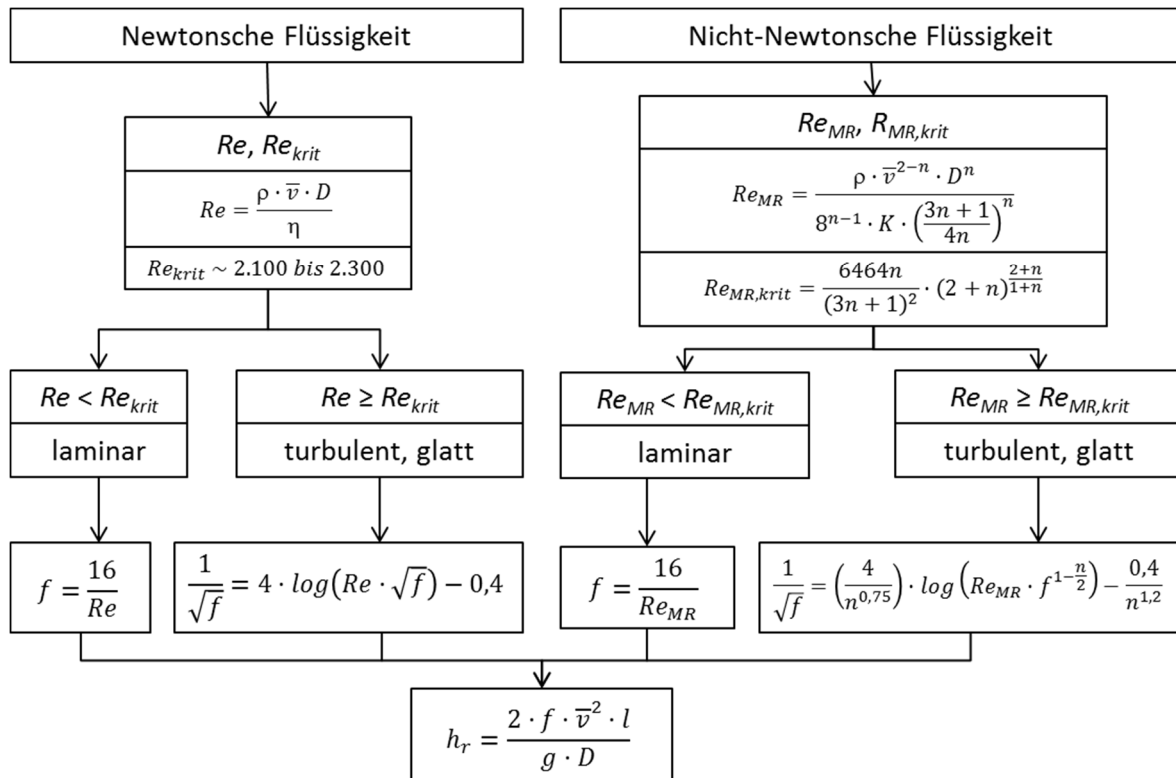 Newtonsche Flüssigkeit
Re, Re_krit
Re = (ρ · v̅ · D) / η
Re_krit ~ 2.100 bis 2.300
Re < Re_krit
laminar
f = 16 / Re
Re ≥ Re_krit
turbulent, glatt
1 / √f = 4 · log(Re · √f) − 0,4
Nicht-Newtonsche Flüssigkeit
Re_MR, R_MR,krit
Re_MR = (ρ · v̅^(2−n) · D^n) / (8^(n−1) · K · ((3n + 1) / 4n)^n)
Re_MR,krit = 6464n / (3n + 1)^2 · (2 + n)^((2+n)/(1+n))
Re_MR < Re_MR,krit
laminar
f = 16 / Re_MR
Re_MR ≥ Re_MR,krit
turbulent, glatt
1 / √f = (4 / n^0,75) · log (Re_MR · f^(1−n/2)) − 0,4 / n^1,2
h_r = (2 · f · v̅^2 · l) / (g · D)